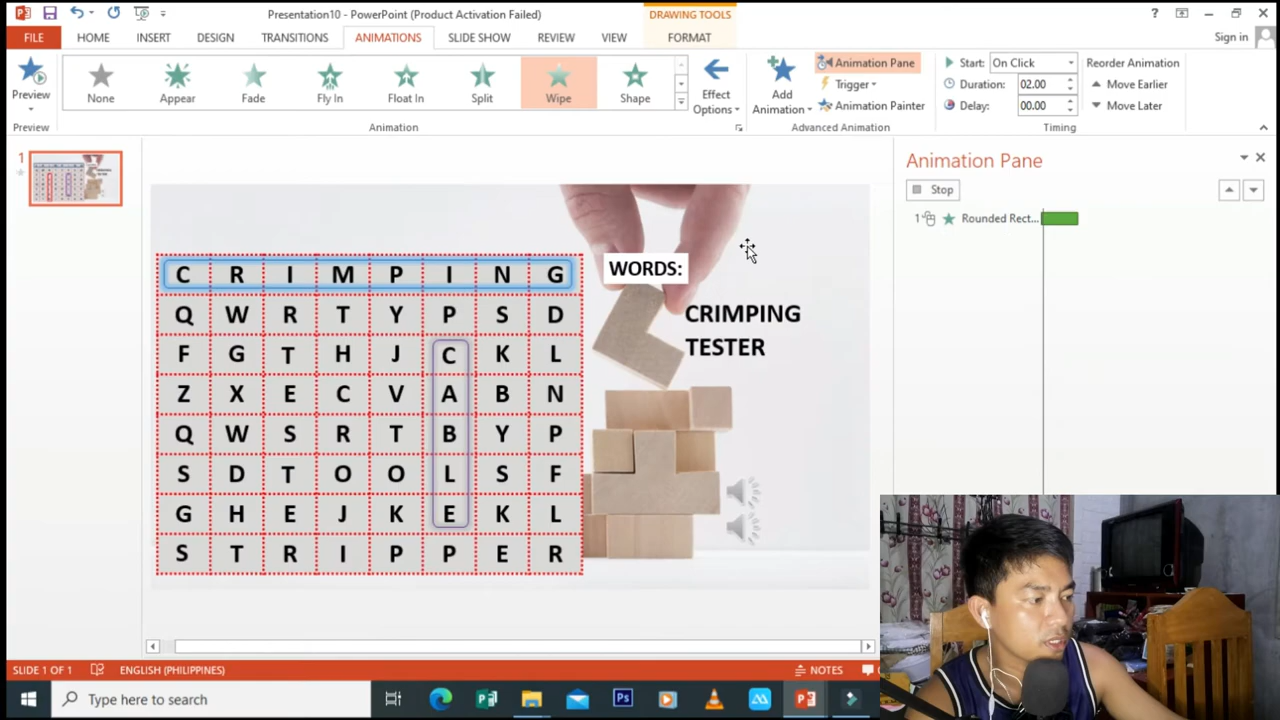 Presentation10 - PowerPoint (Product Activation Failed)
DRAWING TOOLS
?
FILE
HOME
INSERT
DESIGN
TRANSITIONS
ANIMATIONS
SLIDE SHOW
REVIEW
VIEW
FORMAT
Sign in
Preview
None
Appear
Fade
Fly In
Float In
Split
Wipe
Shape
Effect
Options
Add
Animation
Animation Pane
Trigger
Animation Painter
Start: On Click
Duration: 02.00
Delay: 00.00
Reorder Animation
Move Earlier
Move Later
Preview
Animation
Advanced Animation
Timing
1
Animation Pane
Stop
1 Rounded Rect...
C R I M P I N G
Q W R T Y P S D
F G T H J C K L
Z X E C V A B N
Q W S R T B Y P
S D T O O L S F
G H E J K E K L
S T R I P P E R
WORDS:
CRIMPING
TESTER
SLIDE 1 OF 1
ENGLISH (PHILIPPINES)
NOTES
Type here to search
Ps